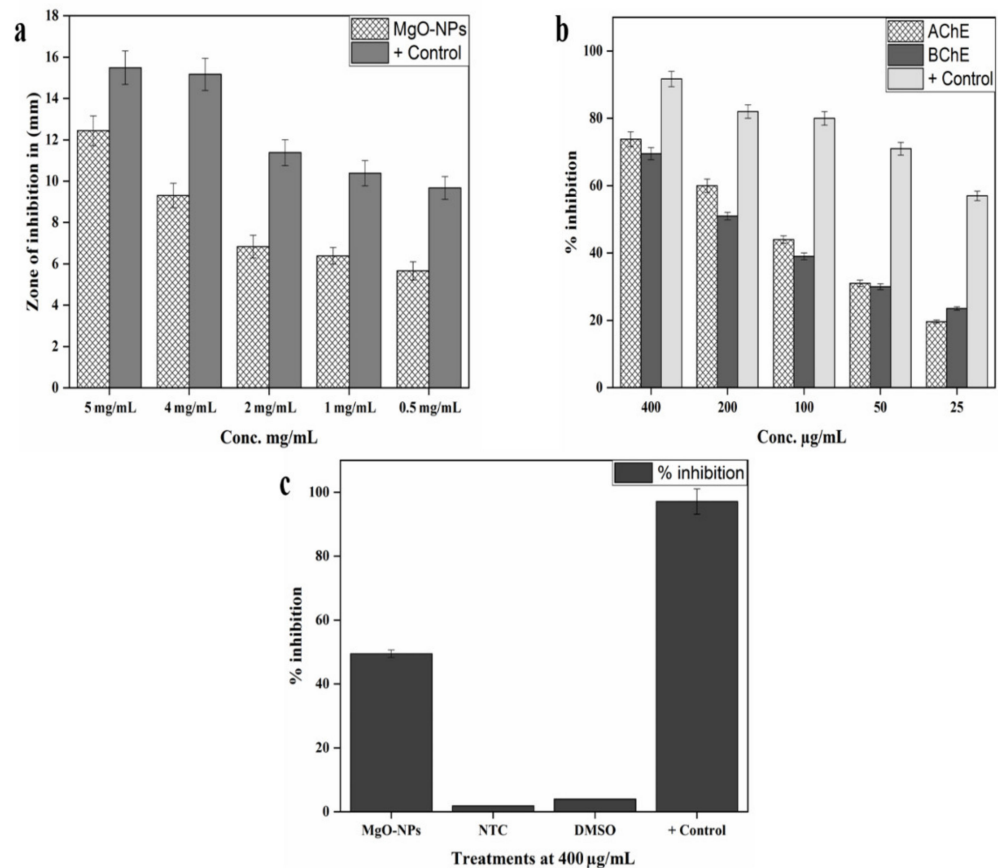 a
MgO-NPs
+ Control
18
16
14
12
10
8
6
4
2
0
Zone of inhibition in (mm)
5 mg/mL 4 mg/mL 2 mg/mL 1 mg/mL 0.5 mg/mL
Conc. mg/mL
b
AChE
BChE
+ Control
100
80
60
40
20
0
% inhibition
400 200 100 50 25
Conc. µg/mL
c
% inhibition
100
80
60
40
20
0
% inhibition
MgO-NPs NTC DMSO + Control
Treatments at 400 µg/mL